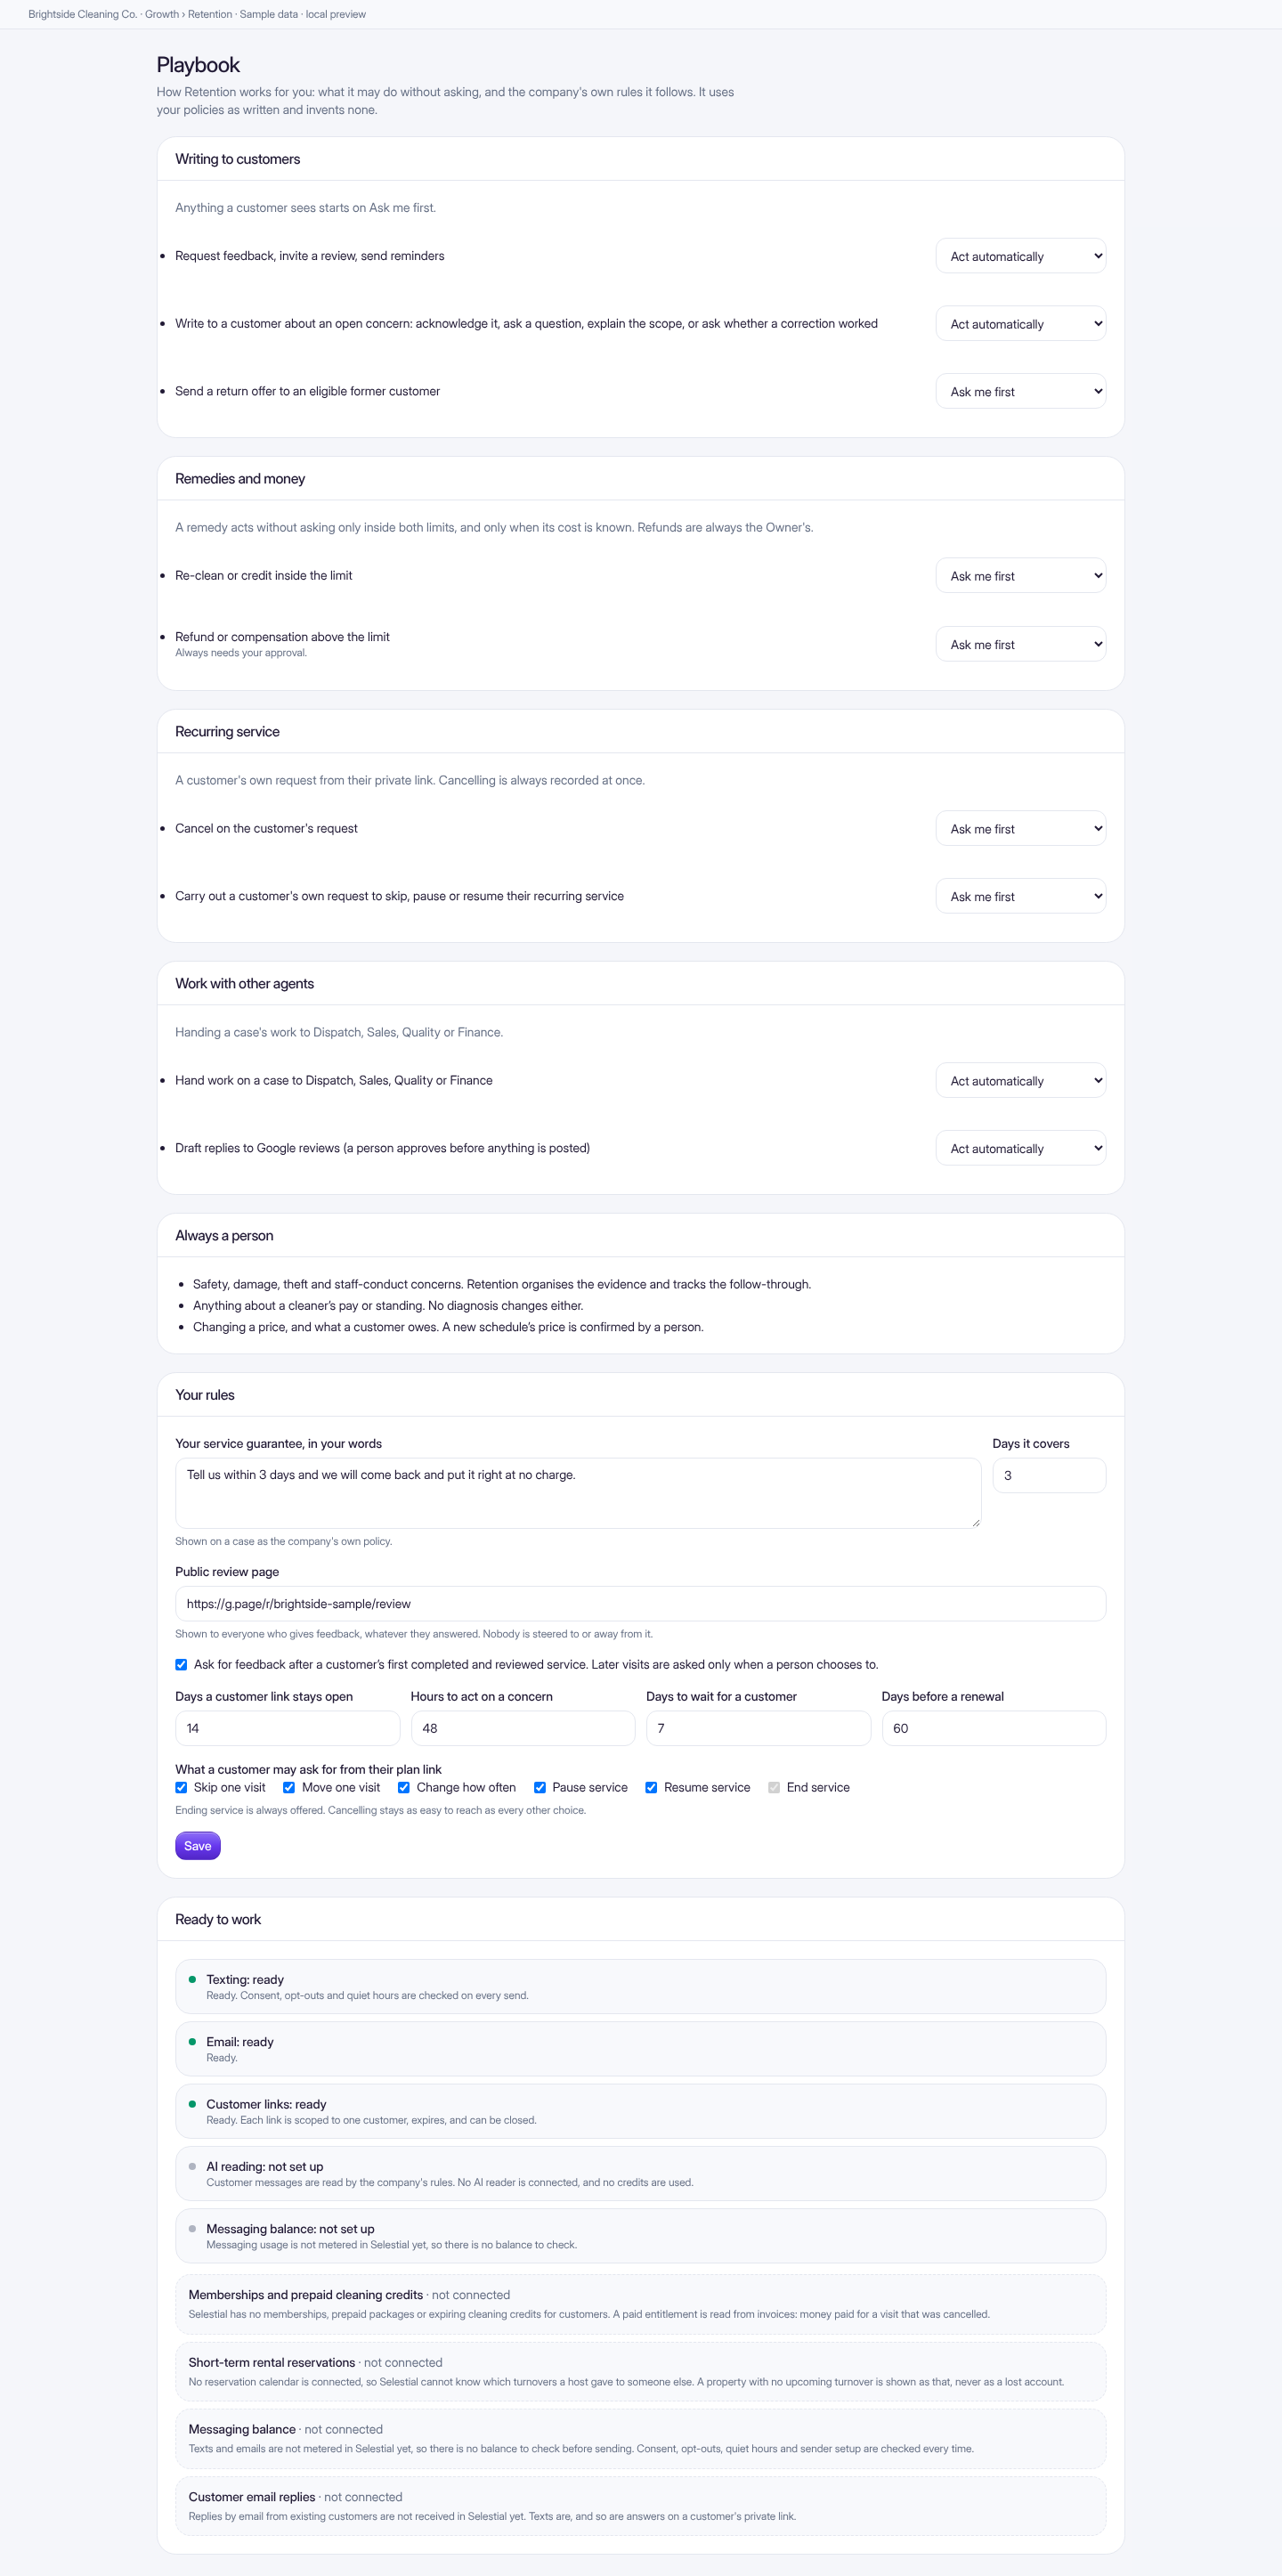 Brightside Cleaning Co. · Growth › Retention · Sample data · local preview
Playbook
How Retention works for you: what it may do without asking, and the company's own rules it follows. It uses
your policies as written and invents none.
Writing to customers
Anything a customer sees starts on Ask me first.
Request feedback, invite a review, send reminders
Act automatically
Write to a customer about an open concern: acknowledge it, ask a question, explain the scope, or ask whether a correction worked
Act automatically
Send a return offer to an eligible former customer
Ask me first
Remedies and money
A remedy acts without asking only inside both limits, and only when its cost is known. Refunds are always the Owner's.
Re-clean or credit inside the limit
Ask me first
Refund or compensation above the limit
Always needs your approval.
Ask me first
Recurring service
A customer's own request from their private link. Cancelling is always recorded at once.
Cancel on the customer's request
Ask me first
Carry out a customer's own request to skip, pause or resume their recurring service
Ask me first
Work with other agents
Handing a case's work to Dispatch, Sales, Quality or Finance.
Hand work on a case to Dispatch, Sales, Quality or Finance
Act automatically
Draft replies to Google reviews (a person approves before anything is posted)
Act automatically
Always a person
Safety, damage, theft and staff-conduct concerns. Retention organises the evidence and tracks the follow-through.
Anything about a cleaner's pay or standing. No diagnosis changes either.
Changing a price, and what a customer owes. A new schedule's price is confirmed by a person.
Your rules
Your service guarantee, in your words
Days it covers
Tell us within 3 days and we will come back and put it right at no charge.
3
Shown on a case as the company's own policy.
Public review page
https://g.page/r/brightside-sample/review
Shown to everyone who gives feedback, whatever they answered. Nobody is steered to or away from it.
Ask for feedback after a customer's first completed and reviewed service. Later visits are asked only when a person chooses to.
Days a customer link stays open
Hours to act on a concern
Days to wait for a customer
Days before a renewal
14
48
7
60
What a customer may ask for from their plan link
Skip one visit
Move one visit
Change how often
Pause service
Resume service
End service
Ending service is always offered. Cancelling stays as easy to reach as every other choice.
Save
Ready to work
Texting: ready
Ready. Consent, opt-outs and quiet hours are checked on every send.
Email: ready
Ready.
Customer links: ready
Ready. Each link is scoped to one customer, expires, and can be closed.
AI reading: not set up
Customer messages are read by the company's rules. No AI reader is connected, and no credits are used.
Messaging balance: not set up
Messaging usage is not metered in Selestial yet, so there is no balance to check.
Memberships and prepaid cleaning credits · not connected
Selestial has no memberships, prepaid packages or expiring cleaning credits for customers. A paid entitlement is read from invoices: money paid for a visit that was cancelled.
Short-term rental reservations · not connected
No reservation calendar is connected, so Selestial cannot know which turnovers a host gave to someone else. A property with no upcoming turnover is shown as that, never as a lost account.
Messaging balance · not connected
Texts and emails are not metered in Selestial yet, so there is no balance to check before sending. Consent, opt-outs, quiet hours and sender setup are checked every time.
Customer email replies · not connected
Replies by email from existing customers are not received in Selestial yet. Texts are, and so are answers on a customer's private link.